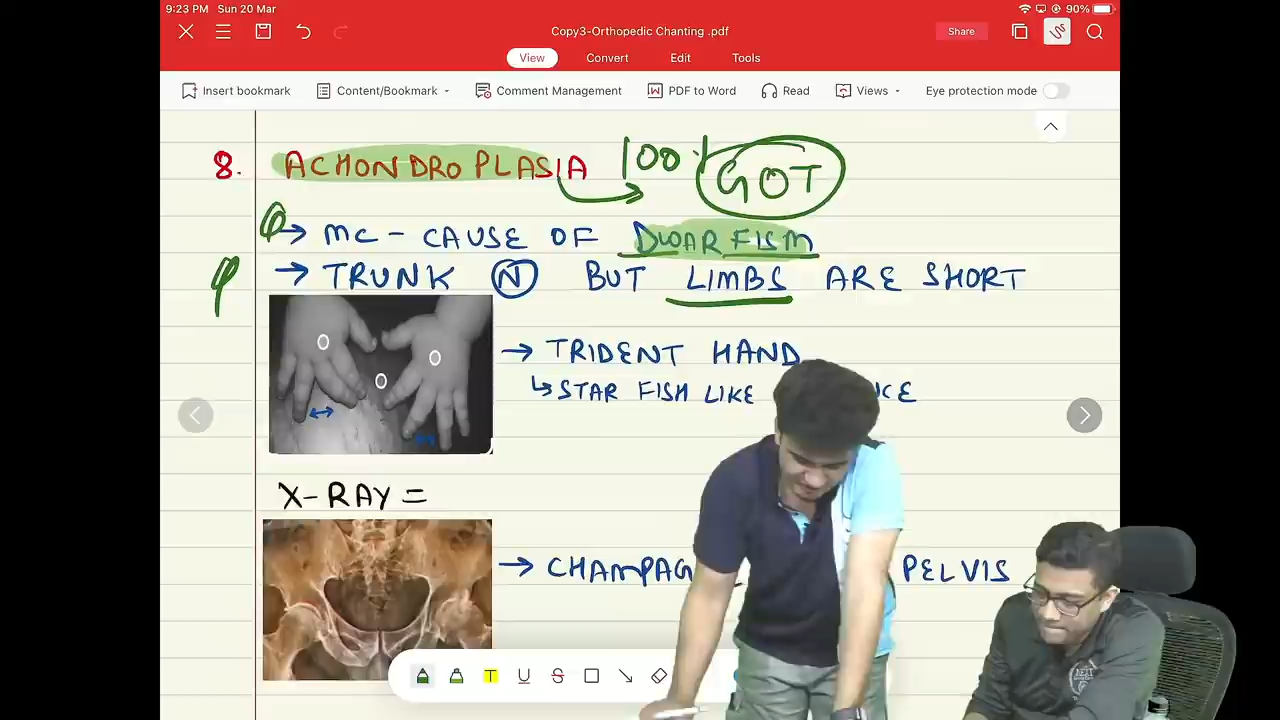 9:23 PM Sun 20 Mar
90%
Copy3-Orthopedic Chanting .pdf
Share
View Convert Edit Tools
Insert bookmark Content/Bookmark Comment Management PDF to Word Read Views Eye protection mode
8. ACHONDROPLASIA 100% GOT
→ MC - CAUSE OF DWARFISM
→ TRUNK N BUT LIMBS ARE SHORT
→ TRIDENT HAND
↳ STAR FISH LIKE
X-RAY =
→ PELVIS
T U S